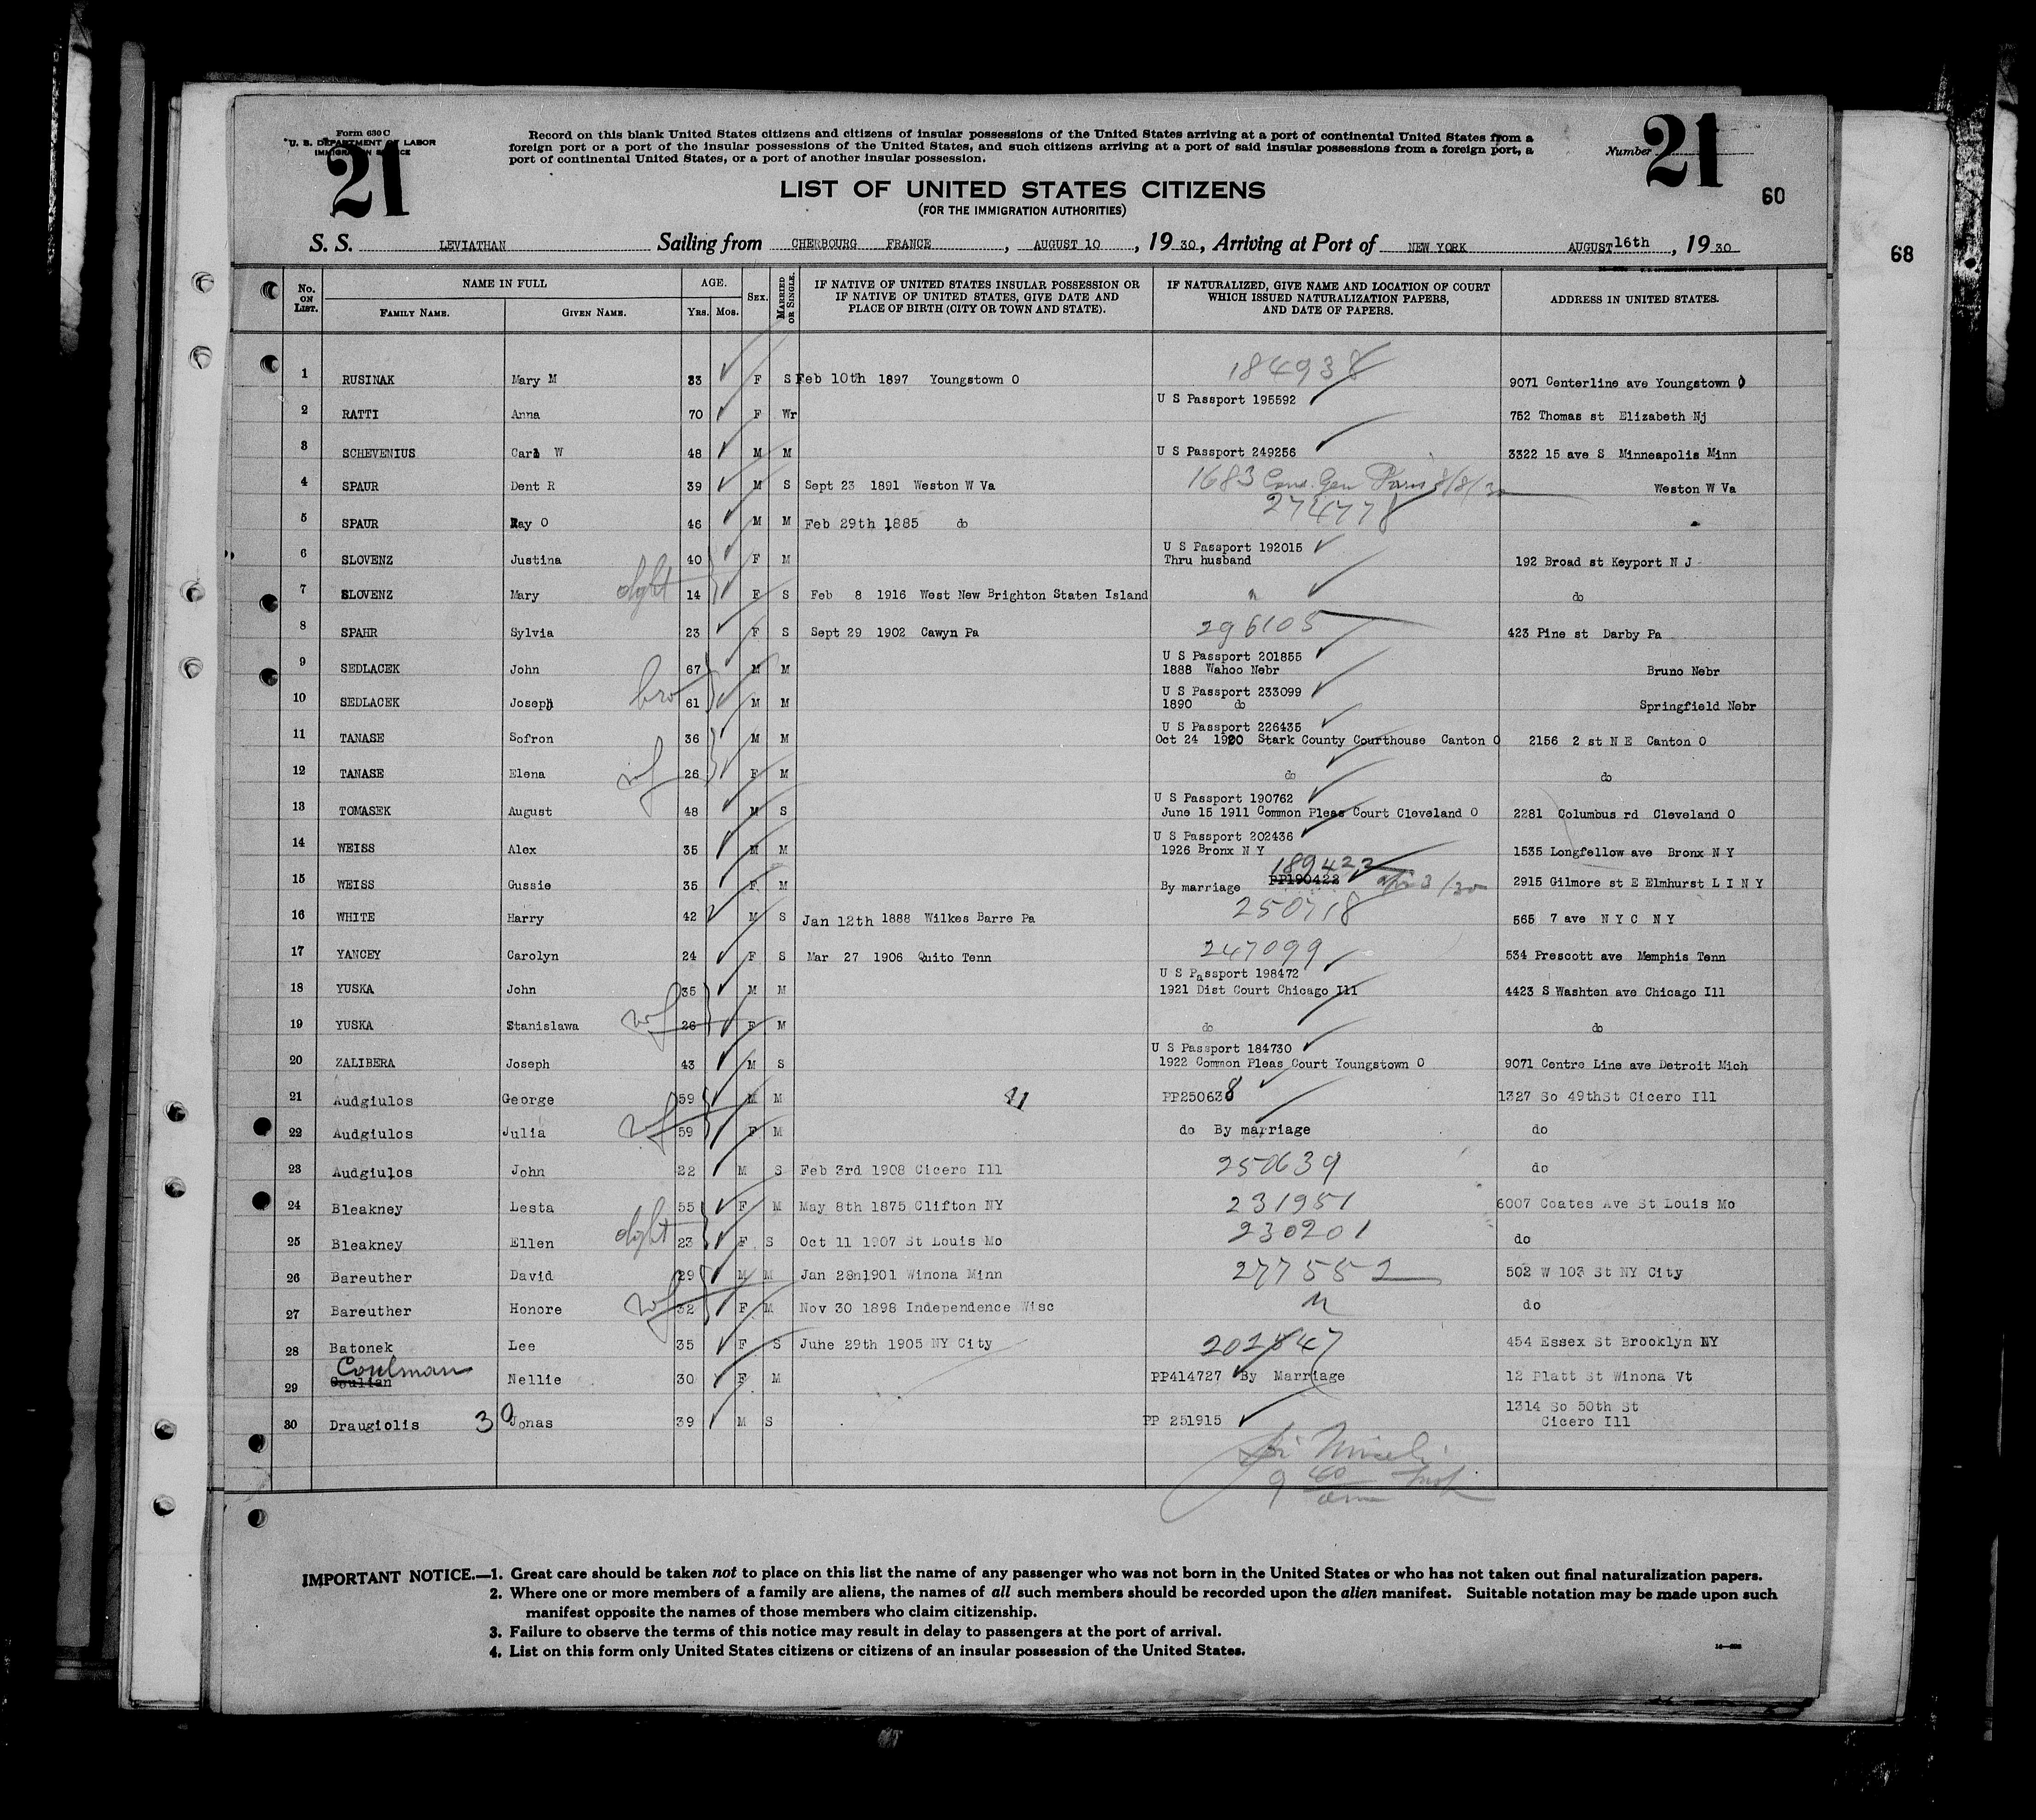 Form 630 C
U. S. DEPARTMENT OF LABOR
IMMIGRATION SERVICE
21
Record on this blank United States citizens and citizens of insular possessions of the United States arriving at a port of continental United States from a
foreign port or a port of the insular possessions of the United States, and such citizens arriving at a port of said insular possessions from a foreign port, a
port of continental United States, or a port of another insular possession.
Number 21
60
68
LIST OF UNITED STATES CITIZENS
(FOR THE IMMIGRATION AUTHORITIES)
S. S. LEVIATHAN Sailing from CHERBOURG FRANCE, AUGUST 10, 1930, Arriving at Port of NEW YORK AUGUST 16th, 1930
No. ON LIST. NAME IN FULL FAMILY NAME. GIVEN NAME. AGE. Yrs. Mos. SEX. MARRIED OR SINGLE. IF NATIVE OF UNITED STATES INSULAR POSSESSION OR IF NATIVE OF UNITED STATES, GIVE DATE AND PLACE OF BIRTH (CITY OR TOWN AND STATE). IF NATURALIZED, GIVE NAME AND LOCATION OF COURT WHICH ISSUED NATURALIZATION PAPERS, AND DATE OF PAPERS. ADDRESS IN UNITED STATES.
1 RUSINAK Mary M 33 F S Feb 10th 1897 Youngstown O 184938 9071 Centerline ave Youngstown O
2 RATTI Anna 70 F Wr U S Passport 195592 752 Thomas st Elizabeth Nj
3 SCHEVENIUS Carl W 48 M M U S Passport 249256 3322 15 ave S Minneapolis Minn
4 SPAUR Dent R 39 M S Sept 23 1891 Weston W Va 1683 Cons. Gen Paris 8/8/30 Weston W Va
5 SPAUR Ray O 46 M M Feb 29th 1885 do 274778
6 SLOVENZ Justina 40 F M U S Passport 192015 Thru husband 192 Broad st Keyport N J
7 SLOVENZ Mary dght 14 F S Feb 8 1916 West New Brighton Staten Island " do
8 SPAHR Sylvia 23 F S Sept 29 1902 Cawyn Pa 296105 423 Pine st Darby Pa
9 SEDLACEK John 67 M M U S Passport 201855 1888 Wahoo Nebr Bruno Nebr
10 SEDLACEK Joseph bro 61 M M U S Passport 233099 1890 do Springfield Nebr
11 TANASE Sofron 36 M M U S Passport 226435 Oct 24 1920 Stark County Courthouse Canton O 2156 2 st N E Canton O
12 TANASE Elena wf 26 F M do do
13 TOMASEK August 48 M S U S Passport 190762 June 15 1911 Common Pleas Court Cleveland O 2281 Columbus rd Cleveland O
14 WEISS Alex 35 M M U S Passport 202436 1926 Bronx N Y 1535 Longfellow ave Bronx N Y
15 WEISS Gussie 35 F M By marriage PP190422 189422 2915 Gilmore st E Elmhurst L I N Y
16 WHITE Harry 42 M S Jan 12th 1888 Wilkes Barre Pa 250718 565 7 ave N Y C NY
17 YANCEY Carolyn 24 F S Mar 27 1906 Quito Tenn 247099 534 Prescott ave Memphis Tenn
18 YUSKA John 35 M M U S Passport 198472 1921 Dist Court Chicago Ill 4423 S Washten ave Chicago Ill
19 YUSKA Stanislawa wf 26 F M do do
20 ZALIBERA Joseph 43 M S U S Passport 184730 1922 Common Pleas Court Youngstown O 9071 Centre Line ave Detroit Mich
21 Audgiulos George 59 M M PP250638 1327 So 49thSt Cicero Ill
22 Audgiulos Julia wf 59 F M do By marriage do
23 Audgiulos John 22 M S Feb 3rd 1908 Cicero Ill 250639 do
24 Bleakney Lesta 55 F M May 8th 1875 Clifton NY 231951 6007 Coates Ave St Louis Mo
25 Bleakney Ellen dght 23 F S Oct 11 1907 St Louis Mo 230201 do
26 Bareuther David 29 M M Jan 28n1901 Winona Minn 277552 502 W 103 St NY City
27 Bareuther Honore wf 32 F M Nov 30 1898 Independence Wisc " do
28 Batonek Lee 35 F S June 29th 1905 NY City 202847 454 Essex St Brooklyn NY
29 Coulman Nellie 30 F M PP414727 By Marriage 12 Platt St Winona Vt
30 Draugiolis 30 Jonas 39 M S PP 251915 1314 So 50th St Cicero Ill
IMPORTANT NOTICE.—1. Great care should be taken not to place on this list the name of any passenger who was not born in the United States or who has not taken out final naturalization papers.
2. Where one or more members of a family are aliens, the names of all such members should be recorded upon the alien manifest. Suitable notation may be made upon such
manifest opposite the names of those members who claim citizenship.
3. Failure to observe the terms of this notice may result in delay to passengers at the port of arrival.
4. List on this form only United States citizens or citizens of an insular possession of the United States.